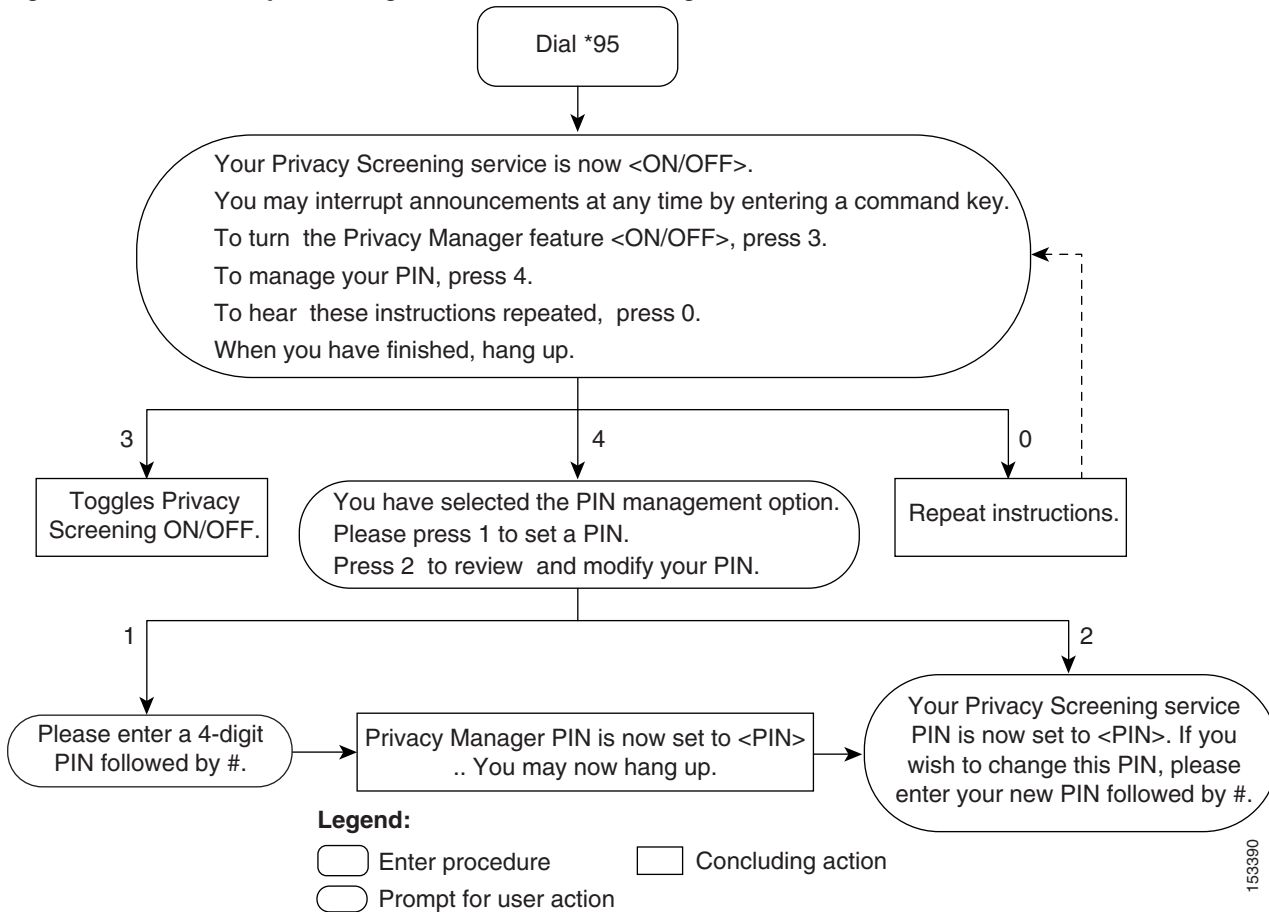 Dial *95
Your Privacy Screening service is now <ON/OFF>.
You may interrupt announcements at any time by entering a command key.
To turn the Privacy Manager feature <ON/OFF>, press 3.
To manage your PIN, press 4.
To hear these instructions repeated, press 0.
When you have finished, hang up.
3
4
0
Toggles Privacy
Screening ON/OFF.
You have selected the PIN management option.
Please press 1 to set a PIN.
Press 2 to review and modify your PIN.
Repeat instructions.
1
2
Please enter a 4-digit
PIN followed by #.
Privacy Manager PIN is now set to <PIN>
.. You may now hang up.
Your Privacy Screening service
PIN is now set to <PIN>. If you
wish to change this PIN, please
enter your new PIN followed by #.
Legend:
Enter procedure
Concluding action
Prompt for user action
153390